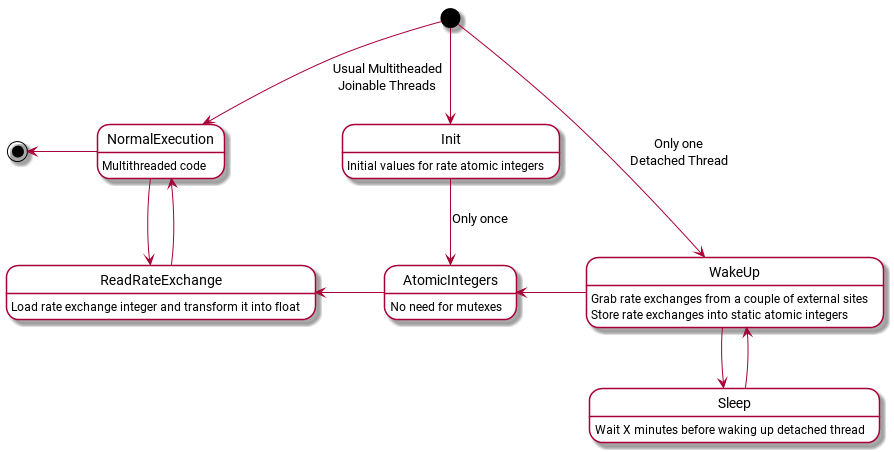 Usual Multitheaded
Joinable Threads
Only one
Detached Thread
NormalExecution
Multithreaded code
Init
Initial values for rate atomic integers
Only once
ReadRateExchange
Load rate exchange integer and transform it into float
AtomicIntegers
No need for mutexes
WakeUp
Grab rate exchanges from a couple of external sites
Store rate exchanges into static atomic integers
Sleep
Wait X minutes before waking up detached thread